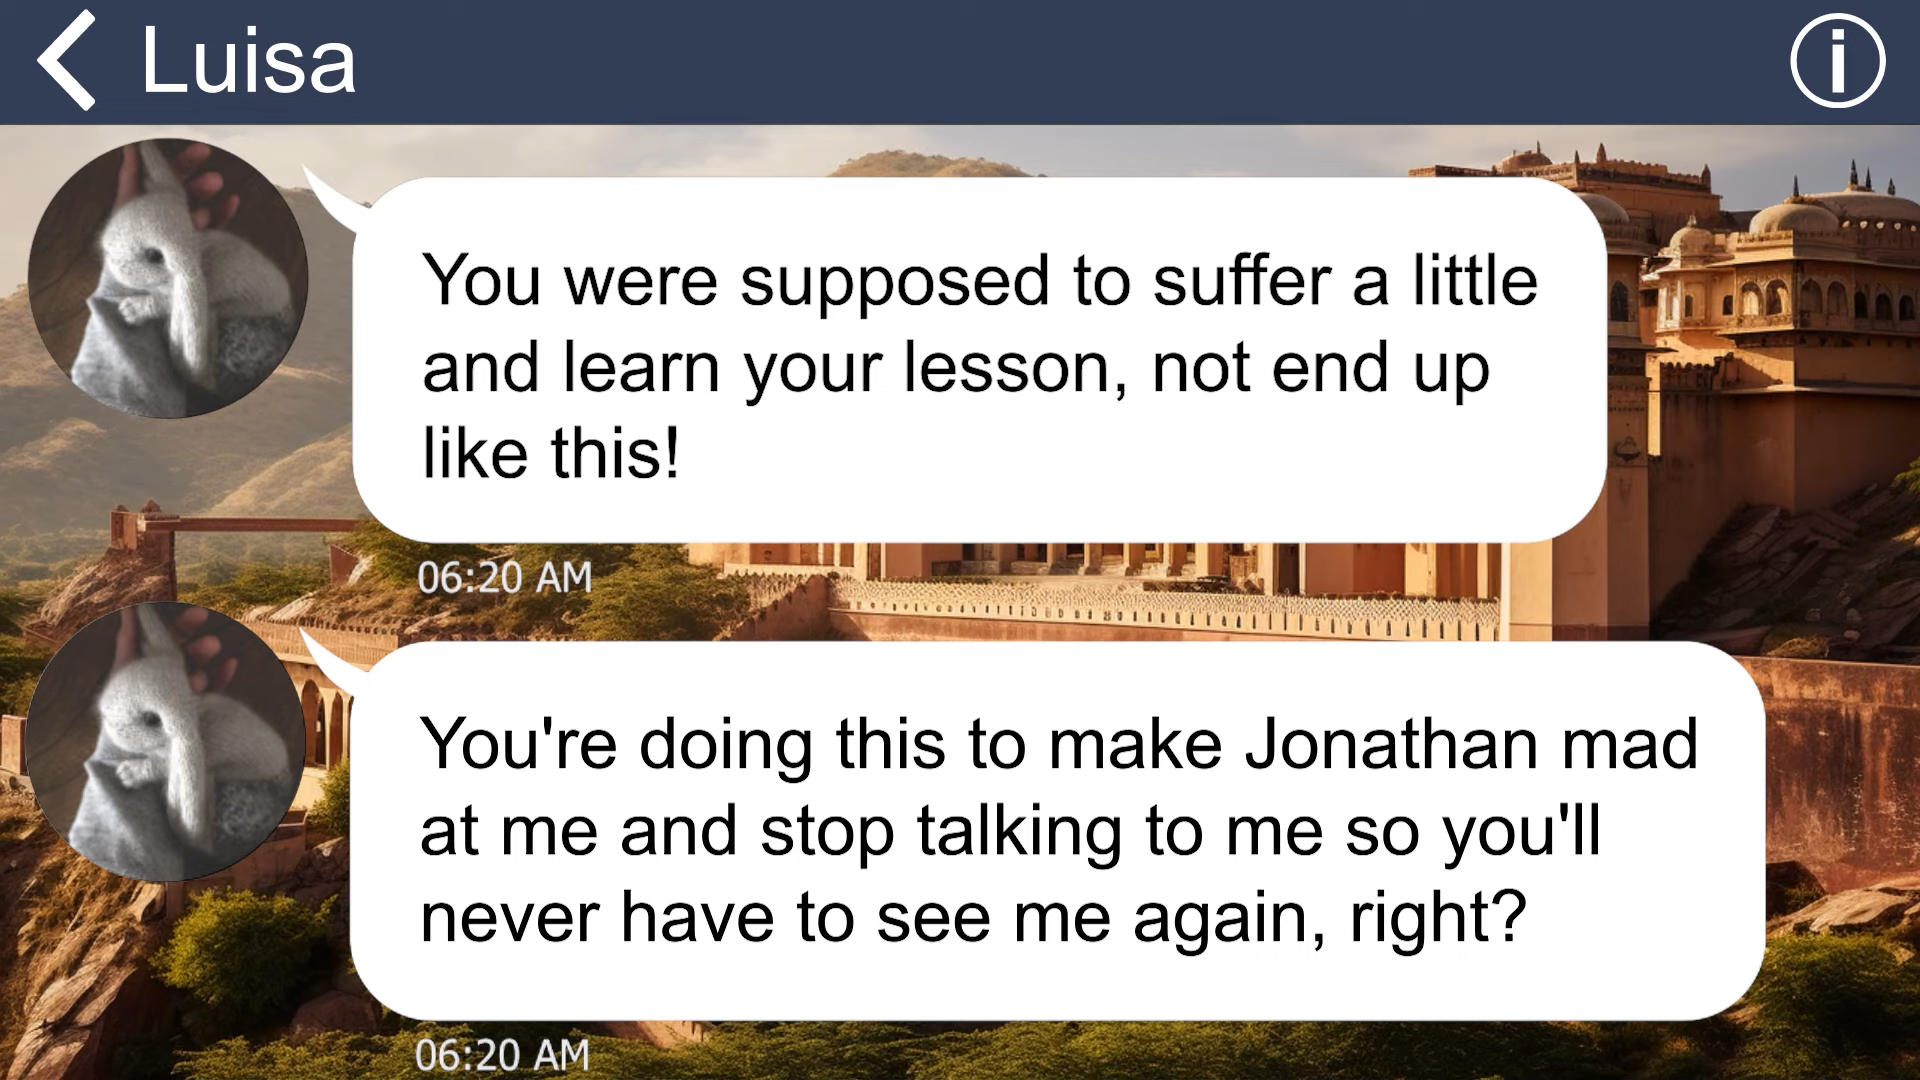 Luisa
You were supposed to suffer a little
and learn your lesson, not end up
like this!
06:20 AM
You're doing this to make Jonathan mad
at me and stop talking to me so you'll
never have to see me again, right?
06:20 AM